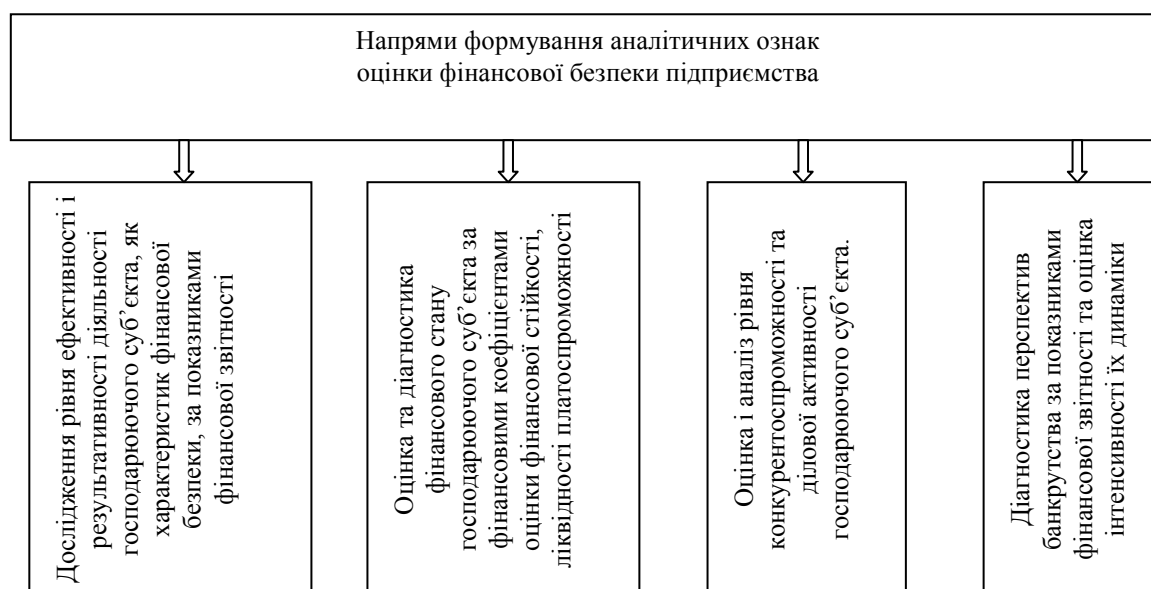 Напрями формування аналітичних ознак
оцінки фінансової безпеки підприємства
Дослідження рівня ефективності і
результативності діяльності
господарюючого суб’єкта, як
характеристик фінансової
безпеки, за показниками
фінансової звітності
Оцінка та діагностика
фінансового стану
господарюючого суб’єкта за
фінансовими коефіцієнтами
оцінки фінансової стійкості,
ліквідності платоспроможності
Оцінка і аналіз рівня
конкурентоспроможності та
ділової активності
господарюючого суб’єкта.
Діагностика перспектив
банкрутства за показниками
фінансової звітності та оцінка
інтенсивності їх динаміки